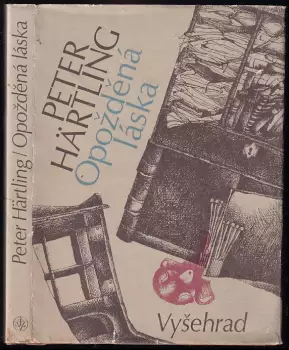 Peter Härtling/Opožděná láska
PETER
HÄRTLING
Opožděná
láska
Vyšehrad